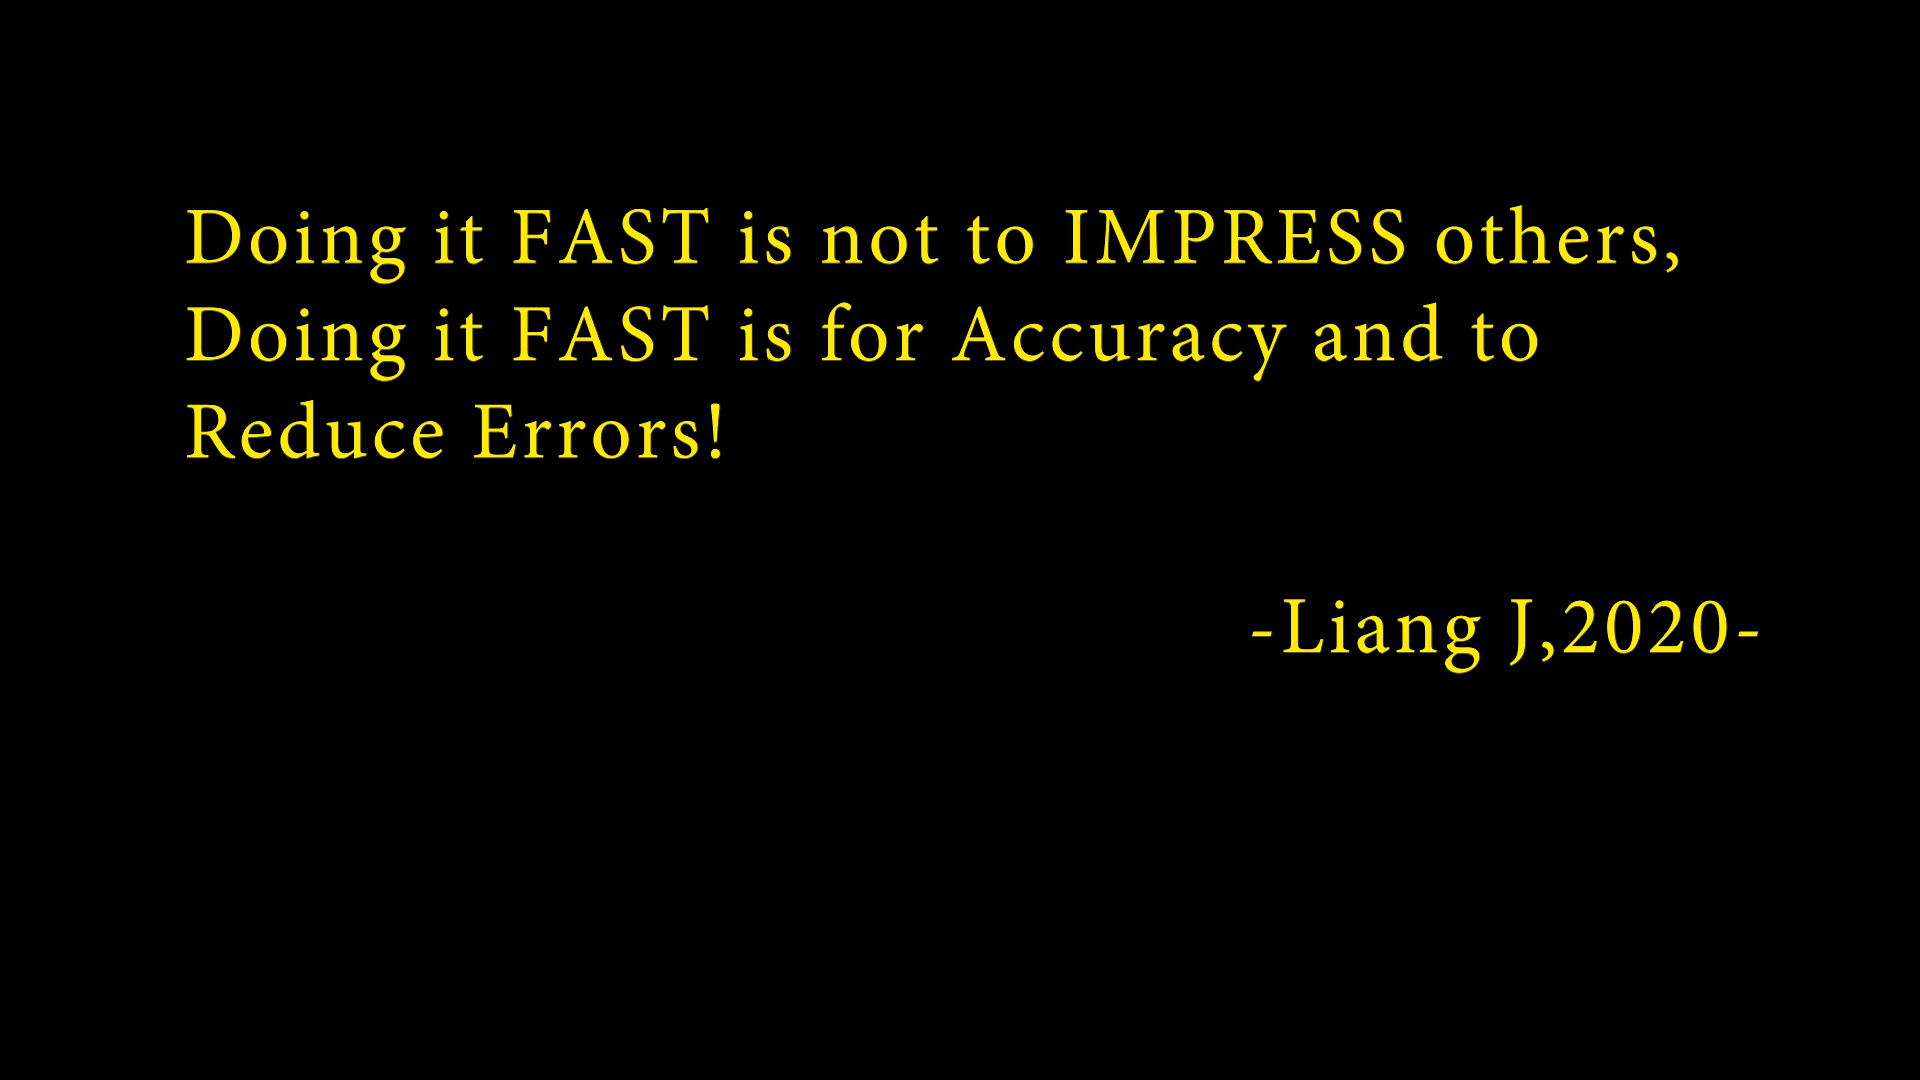 Doing it FAST is not to IMPRESS others,
Doing it FAST is for Accuracy and to
Reduce Errors!
-Liang J,2020-